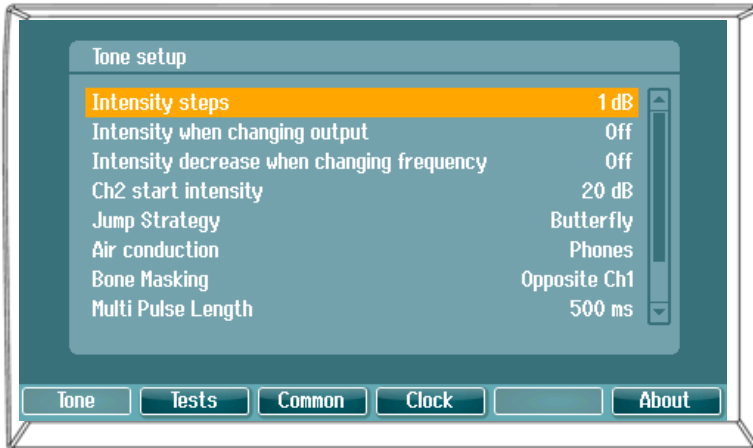 Tone setup
Intensity steps 1 dB
Intensity when changing output Off
Intensity decrease when changing frequency Off
Ch2 start intensity 20 dB
Jump Strategy Butterfly
Air conduction Phones
Bone Masking Opposite Ch1
Multi Pulse Length 500 ms
Tone Tests Common Clock About